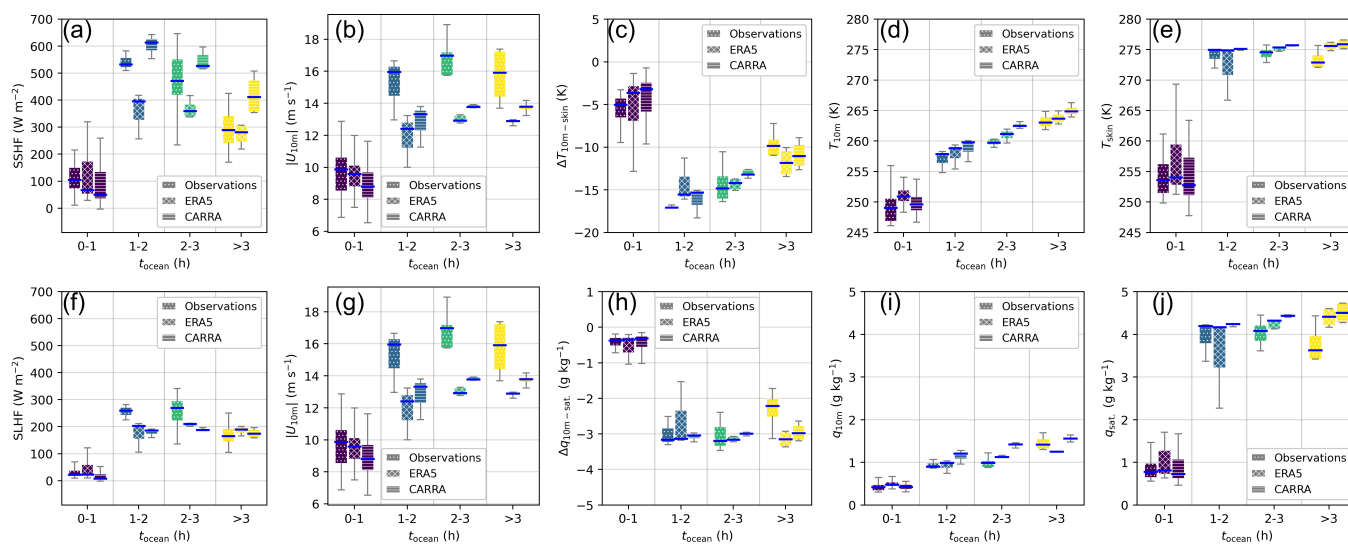 (a)
SSHF (W m⁻²)
700
600
500
400
300
200
100
0
Observations
ERA5
CARRA
0-1
1-2
2-3
>3
t_ocean (h)
(b)
|U_10m| (m s⁻¹)
18
16
14
12
10
8
6
Observations
ERA5
CARRA
0-1
1-2
2-3
>3
t_ocean (h)
(c)
ΔT_10m−skin (K)
5
0
−5
−10
−15
−20
Observations
ERA5
CARRA
0-1
1-2
2-3
>3
t_ocean (h)
(d)
T_10m (K)
280
275
270
265
260
255
250
245
Observations
ERA5
CARRA
0-1
1-2
2-3
>3
t_ocean (h)
(e)
T_skin (K)
280
275
270
265
260
255
250
245
Observations
ERA5
CARRA
0-1
1-2
2-3
>3
t_ocean (h)
(f)
SLHF (W m⁻²)
700
600
500
400
300
200
100
0
Observations
ERA5
CARRA
0-1
1-2
2-3
>3
t_ocean (h)
(g)
|U_10m| (m s⁻¹)
18
16
14
12
10
8
6
Observations
ERA5
CARRA
0-1
1-2
2-3
>3
t_ocean (h)
(h)
Δq_10m−sat. (g kg⁻¹)
1
0
−1
−2
−3
−4
−5
Observations
ERA5
CARRA
0-1
1-2
2-3
>3
t_ocean (h)
(i)
q_10m (g kg⁻¹)
5
4
3
2
1
0
Observations
ERA5
CARRA
0-1
1-2
2-3
>3
t_ocean (h)
(j)
q_sat. (g kg⁻¹)
5
4
3
2
1
0
Observations
ERA5
CARRA
0-1
1-2
2-3
>3
t_ocean (h)